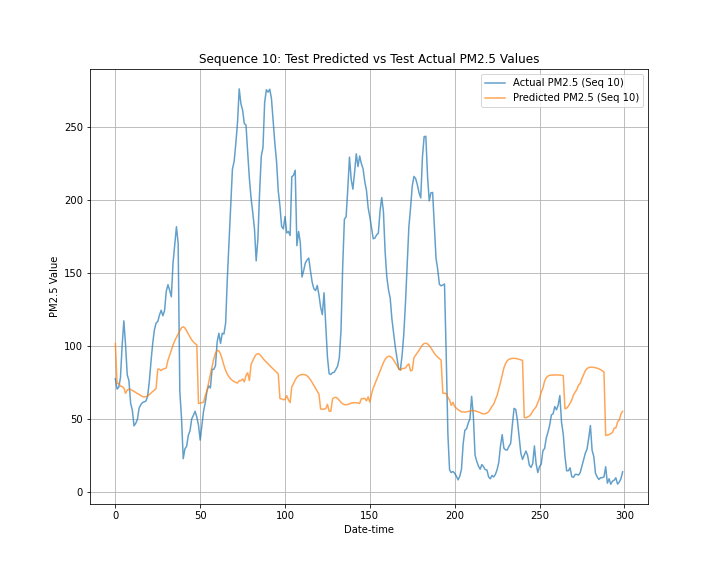 Sequence 10: Test Predicted vs Test Actual PM2.5 Values
Actual PM2.5 (Seq 10)
Predicted PM2.5 (Seq 10)
250
200
150
100
50
0
PM2.5 Value
0 50 100 150 200 250 300
Date-time